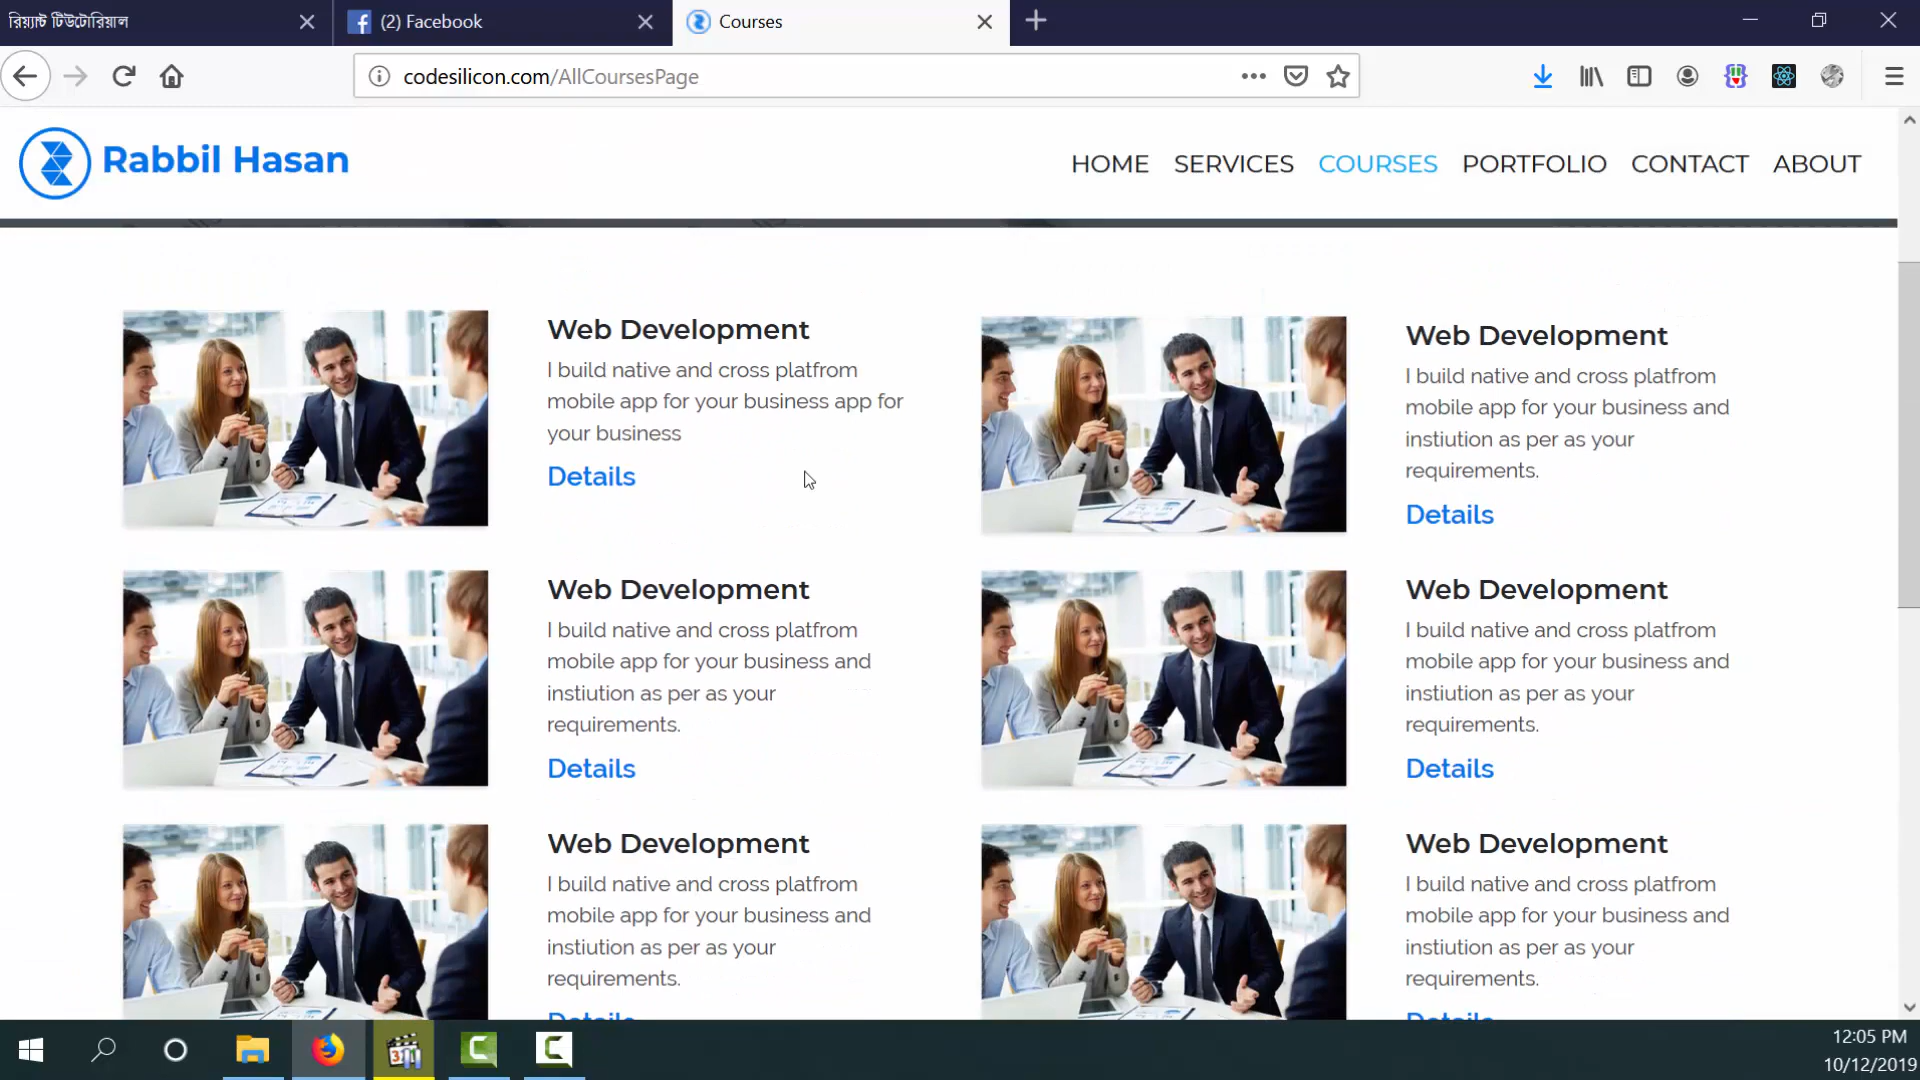 রিয়্যাক্ট টিউটোরিয়াল
(2) Facebook
Courses
codesilicon.com/AllCoursesPage
Rabbil Hasan
HOME SERVICES COURSES PORTFOLIO CONTACT ABOUT
Web Development
I build native and cross platfrom
mobile app for your business app for
your business
Details
Web Development
I build native and cross platfrom
mobile app for your business and
instiution as per as your
requirements.
Details
Web Development
I build native and cross platfrom
mobile app for your business and
instiution as per as your
requirements.
Details
Web Development
I build native and cross platfrom
mobile app for your business and
instiution as per as your
requirements.
Details
Web Development
I build native and cross platfrom
mobile app for your business and
instiution as per as your
requirements.
Details
Web Development
I build native and cross platfrom
mobile app for your business and
instiution as per as your
requirements.
Details
12:05 PM
10/12/2019